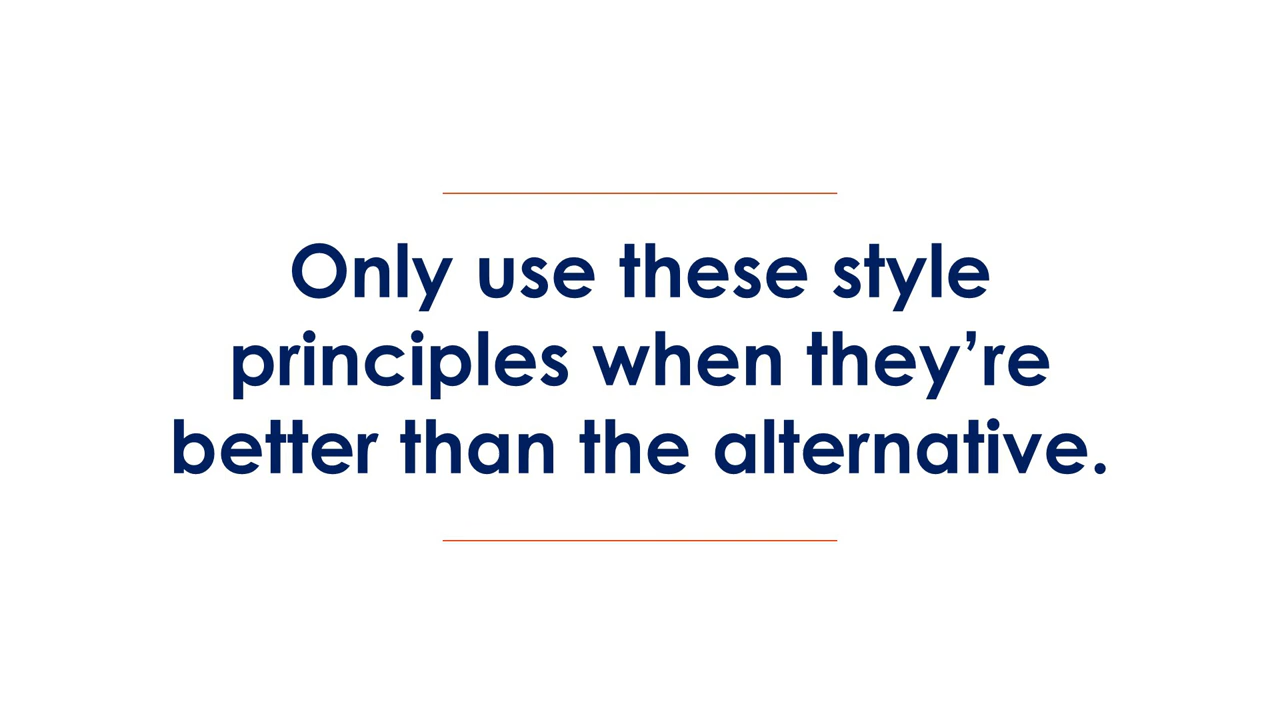 Only use these style
principles when they’re
better than the alternative.